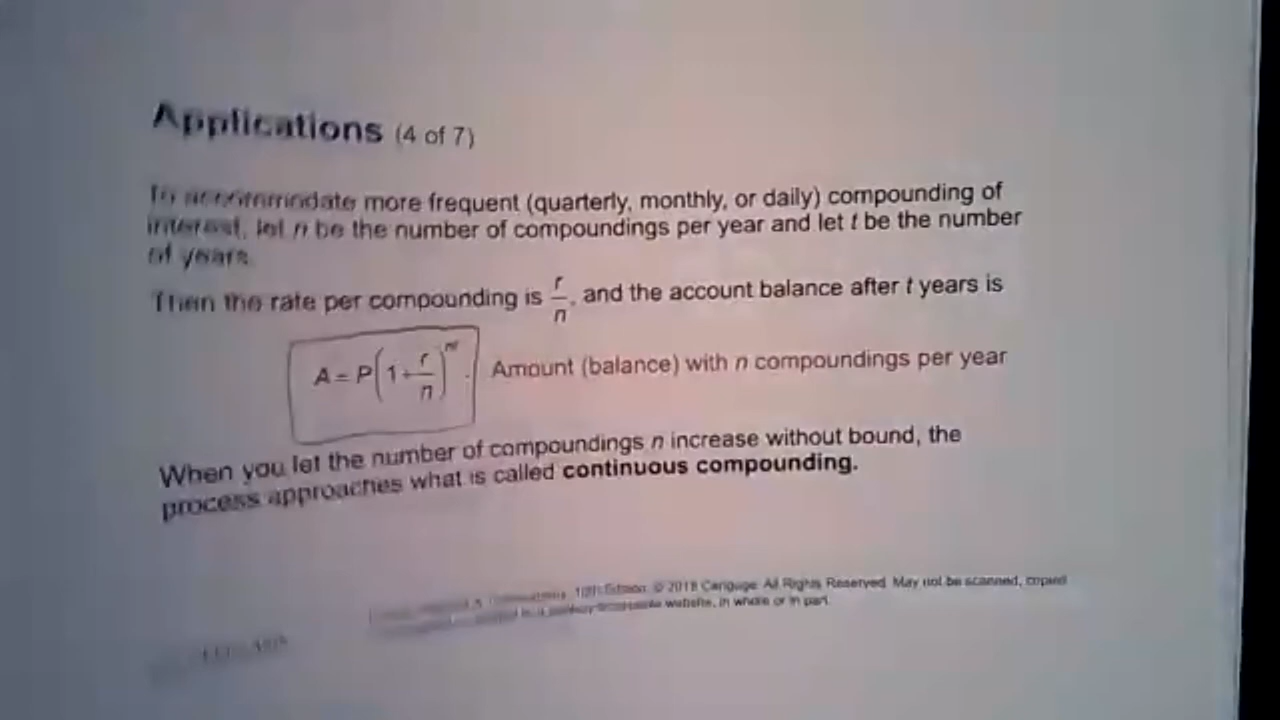 Applications (4 of 7)
To accommodate more frequent (quarterly, monthly, or daily) compounding of
interest, let n be the number of compoundings per year and let t be the number
of years.
Then the rate per compounding is r/n, and the account balance after t years is
A = P(1 + r/n)^nt. Amount (balance) with n compoundings per year
When you let the number of compoundings n increase without bound, the
process approaches what is called continuous compounding.
Edition. © 2018 Cengage. All Rights Reserved. May not be scanned, copied
website, in whole or in part.